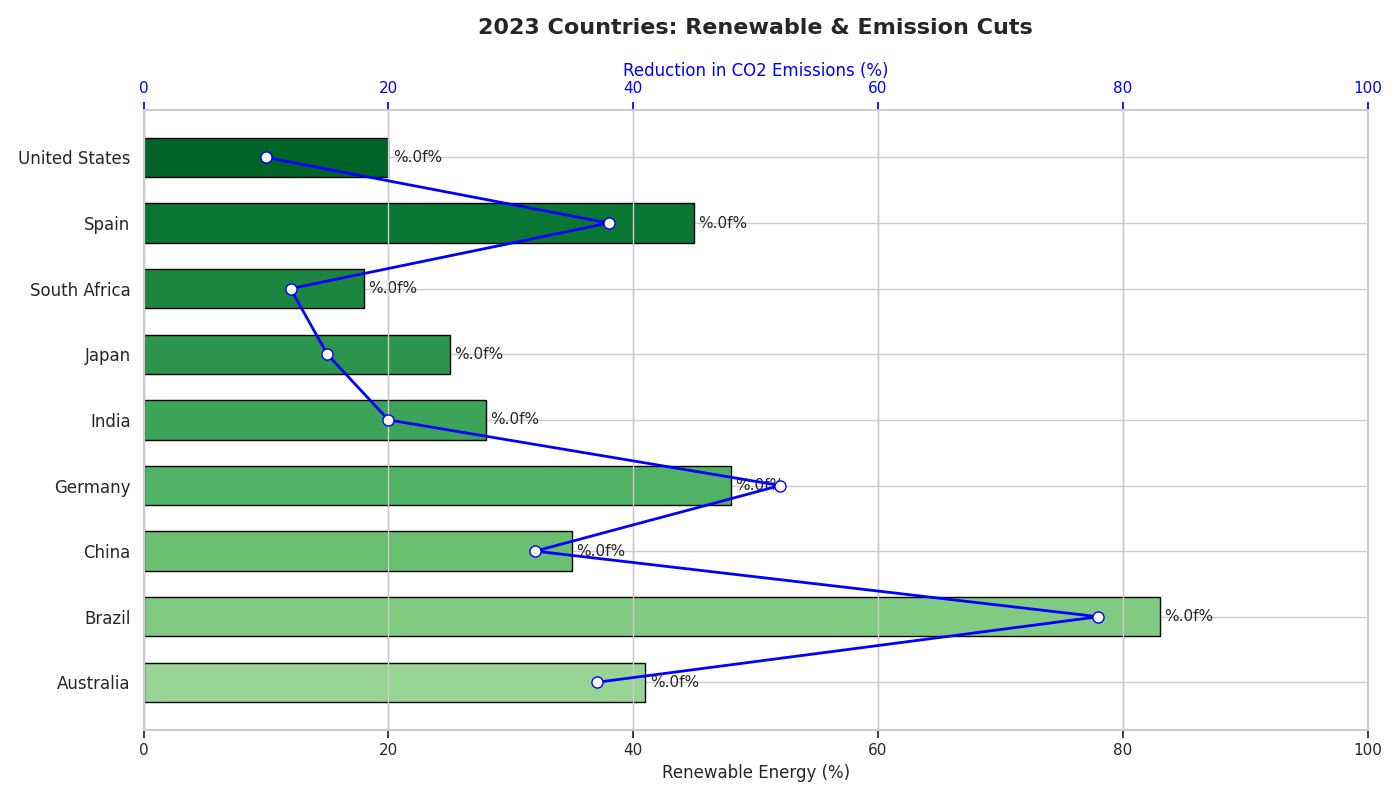 2023 Countries: Renewable & Emission Cuts
Reduction in CO2 Emissions (%)
0 20 40 60 80 100
United States %.0f%
Spain %.0f%
South Africa %.0f%
Japan %.0f%
India %.0f%
Germany %.0f%
China %.0f%
Brazil %.0f%
Australia %.0f%
0 20 40 60 80 100
Renewable Energy (%)